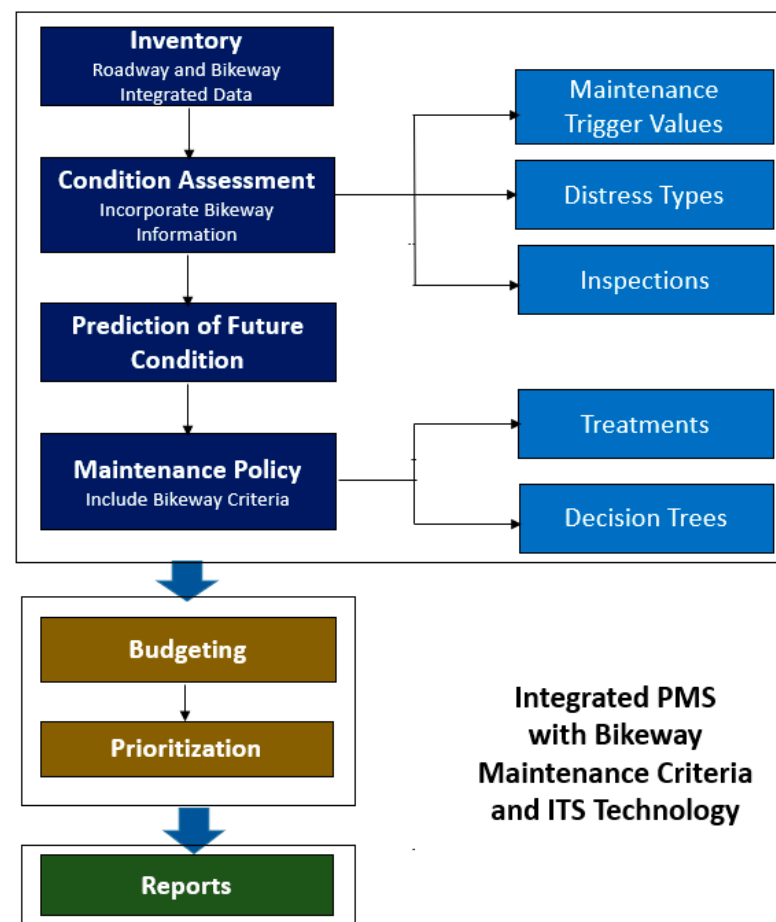 Inventory
Roadway and Bikeway
Integrated Data
Maintenance
Trigger Values
Condition Assessment
Incorporate Bikeway
Information
Distress Types
Inspections
Prediction of Future
Condition
Maintenance Policy
Include Bikeway Criteria
Treatments
Decision Trees
Budgeting
Prioritization
Integrated PMS
with Bikeway
Maintenance Criteria
and ITS Technology
Reports